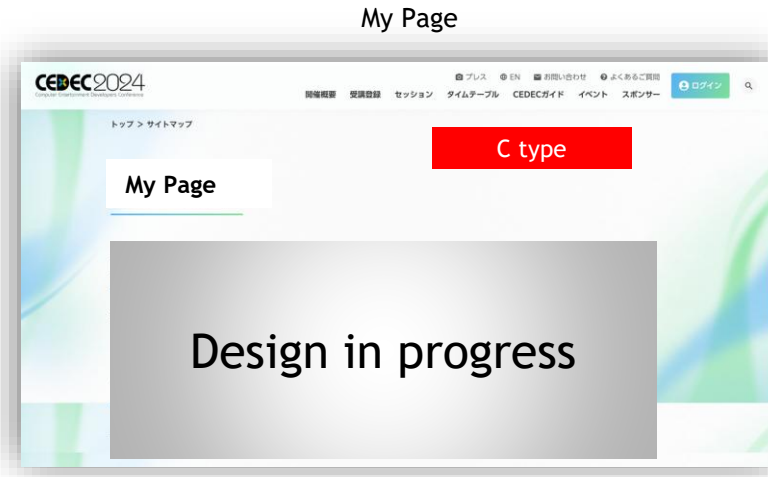 My Page
CEDEC2024
Computer Entertainment Developers Conference
プレス EN お問い合わせ よくあるご質問
開催概要 受講登録 セッション タイムテーブル CEDECガイド イベント スポンサー
ログイン
トップ > サイトマップ
C type
My Page
Design in progress